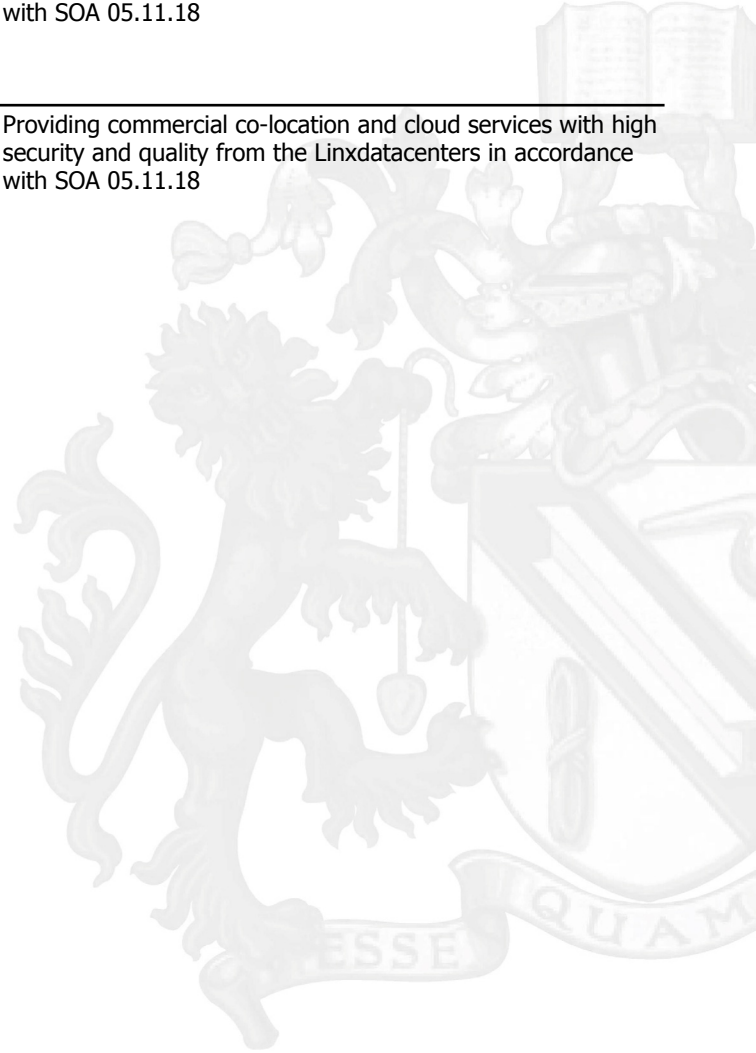 with SOA 05.11.18
Providing commercial co-location and cloud services with high
security and quality from the Linxdatacenters in accordance
with SOA 05.11.18
ESSE
QUAM